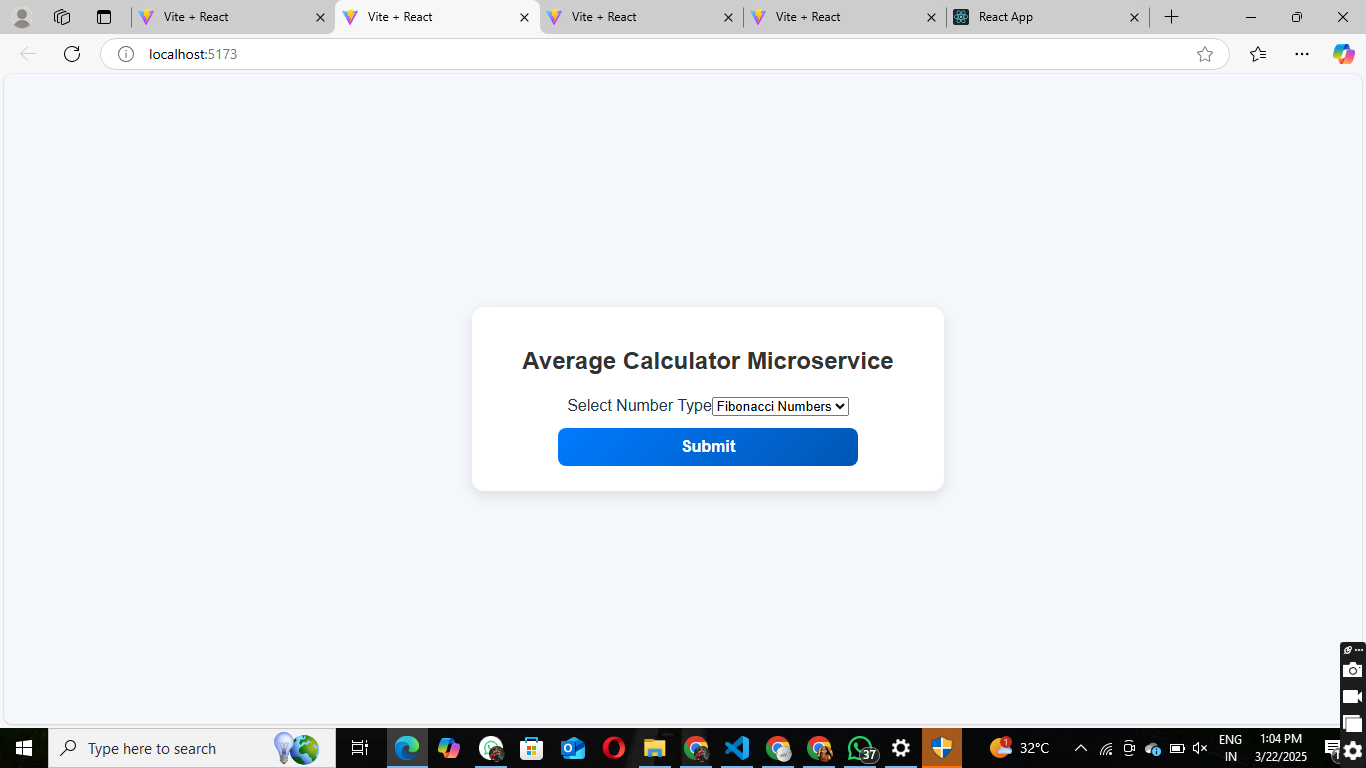 Vite + React
Vite + React
Vite + React
Vite + React
React App
localhost:5173
Average Calculator Microservice
Select Number Type Fibonacci Numbers
Submit
Type here to search
37
1
32°C
ENG
IN
1:04 PM
3/22/2025